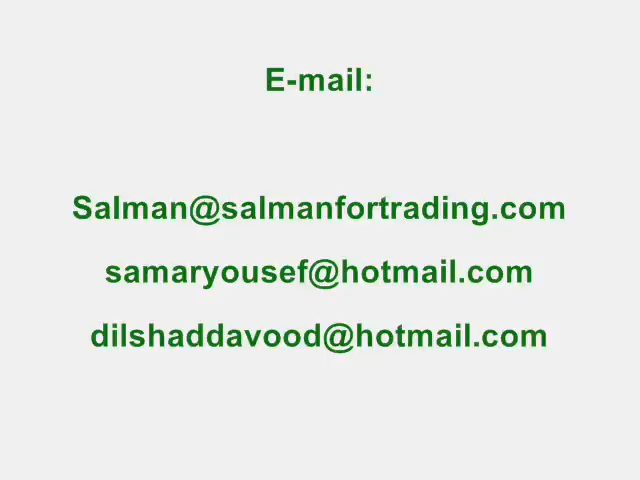 E-mail:
Salman@salmanfortrading.com
samaryousef@hotmail.com
dilshaddavood@hotmail.com